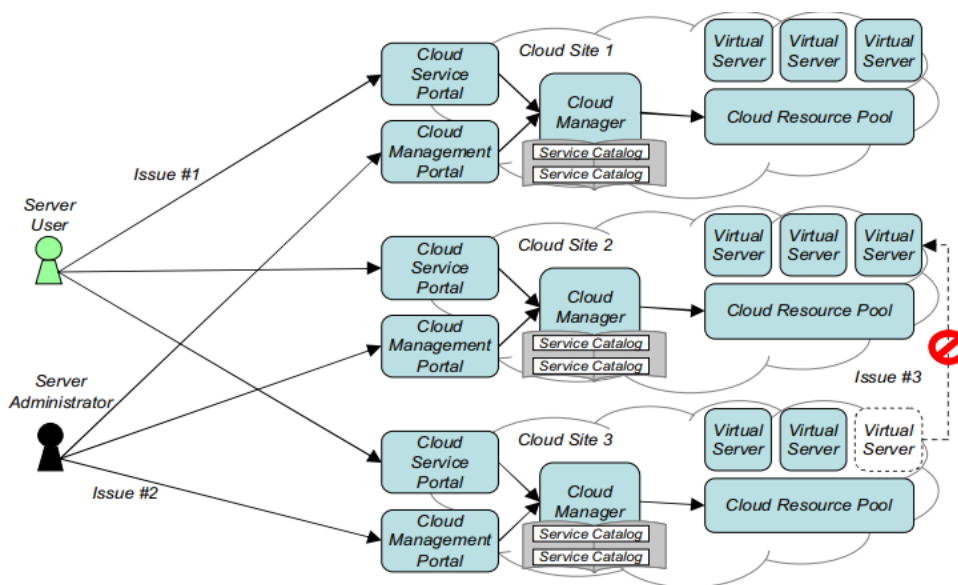 Cloud
Service
Portal
Cloud Site 1
Virtual
Server
Virtual
Server
Virtual
Server
Cloud
Manager
Cloud Resource Pool
Cloud
Management
Portal
Service Catalog
Service Catalog
Issue #1
Server
User
Cloud
Service
Portal
Cloud Site 2
Virtual
Server
Virtual
Server
Virtual
Server
Cloud
Manager
Cloud Resource Pool
Cloud
Management
Portal
Service Catalog
Service Catalog
Issue #3
Server
Administrator
Cloud
Service
Portal
Cloud Site 3
Virtual
Server
Virtual
Server
Virtual
Server
Cloud
Manager
Cloud Resource Pool
Issue #2
Cloud
Management
Portal
Service Catalog
Service Catalog